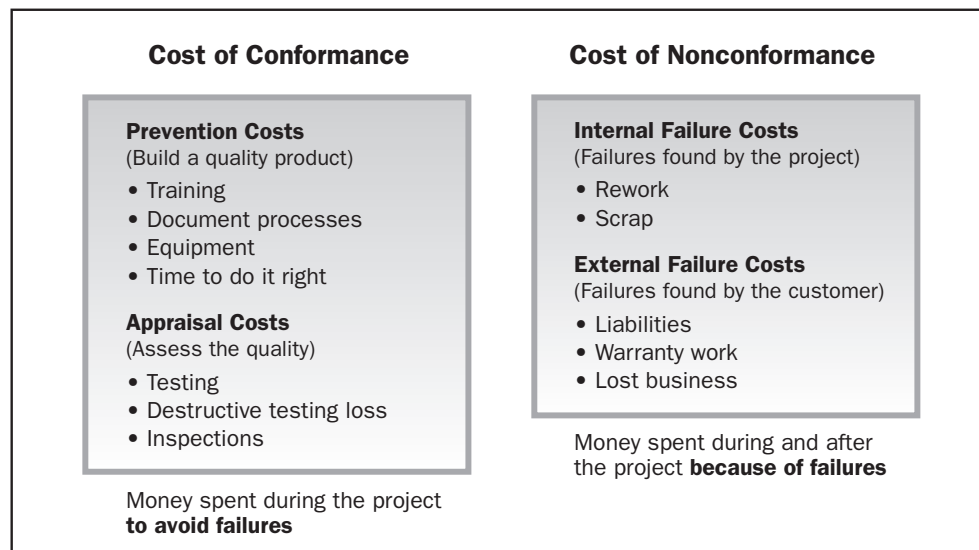 Cost of Conformance
Prevention Costs
(Build a quality product)
• Training
• Document processes
• Equipment
• Time to do it right
Appraisal Costs
(Assess the quality)
• Testing
• Destructive testing loss
• Inspections
Money spent during the project
to avoid failures
Cost of Nonconformance
Internal Failure Costs
(Failures found by the project)
• Rework
• Scrap
External Failure Costs
(Failures found by the customer)
• Liabilities
• Warranty work
• Lost business
Money spent during and after
the project because of failures